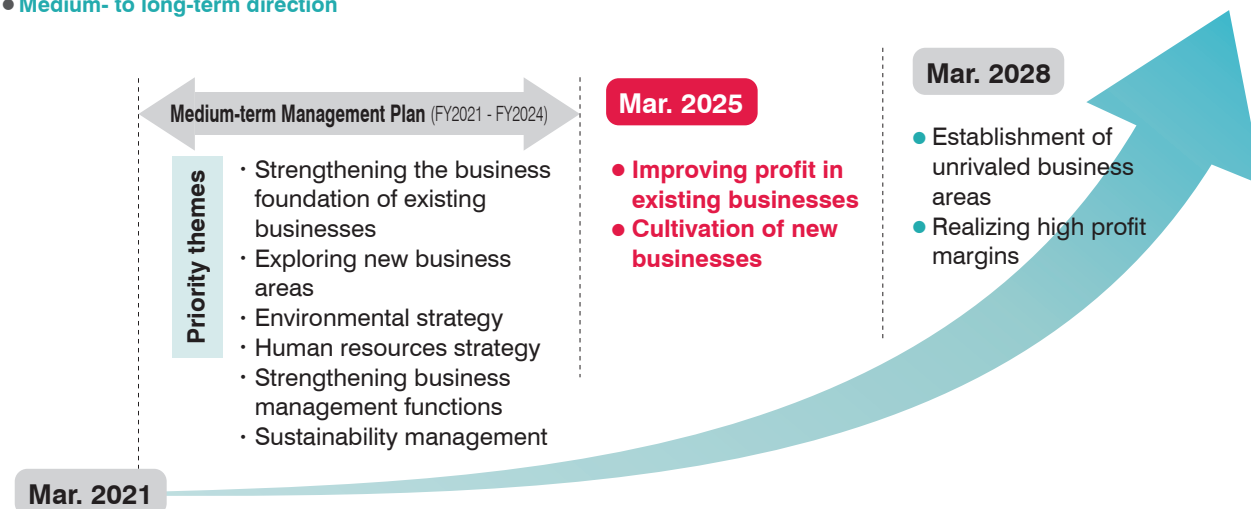 ● Medium- to long-term direction
Medium-term Management Plan (FY2021 - FY2024)
Priority themes
・Strengthening the business
foundation of existing
businesses
・Exploring new business
areas
・Environmental strategy
・Human resources strategy
・Strengthening business
management functions
・Sustainability management
Mar. 2021
Mar. 2025
● Improving profit in
existing businesses
● Cultivation of new
businesses
Mar. 2028
● Establishment of
unrivaled business
areas
● Realizing high profit
margins